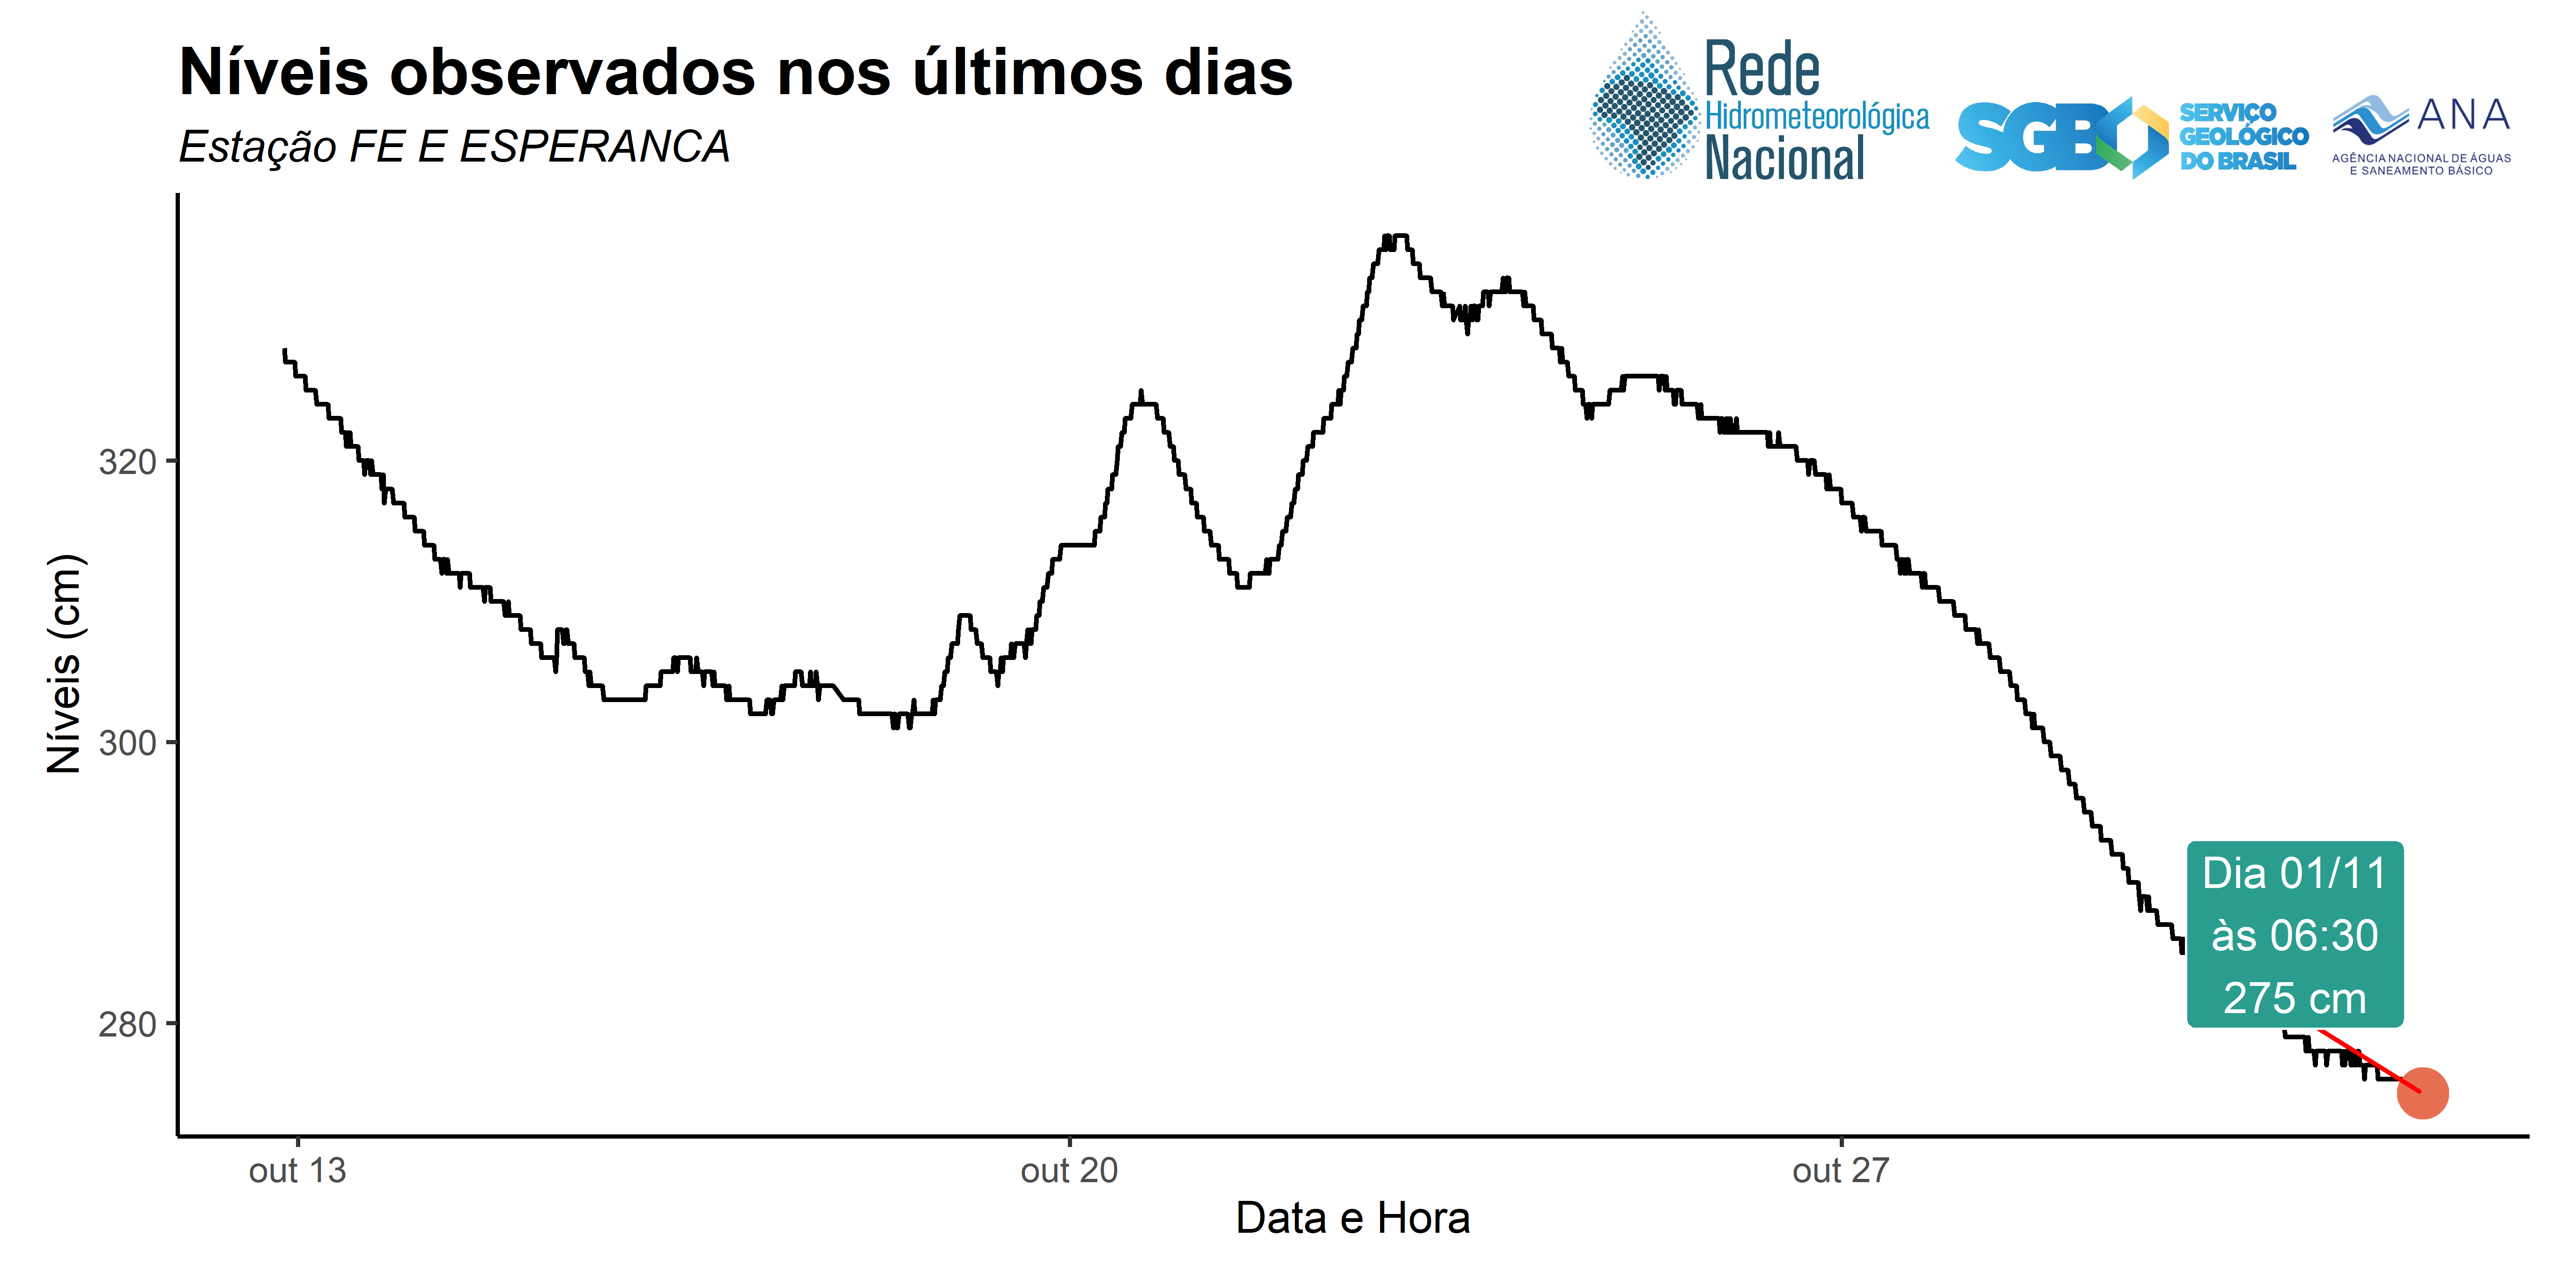 Níveis observados nos últimos dias
Estação FE E ESPERANCA
Rede
Hidrometeorológica
Nacional
SGB
SERVIÇO
GEOLÓGICO
DO BRASIL
ANA
AGÊNCIA NACIONAL DE ÁGUAS
E SANEAMENTO BÁSICO
Níveis (cm)
320
300
280
Dia 01/11
às 06:30
275 cm
out 13
out 20
out 27
Data e Hora